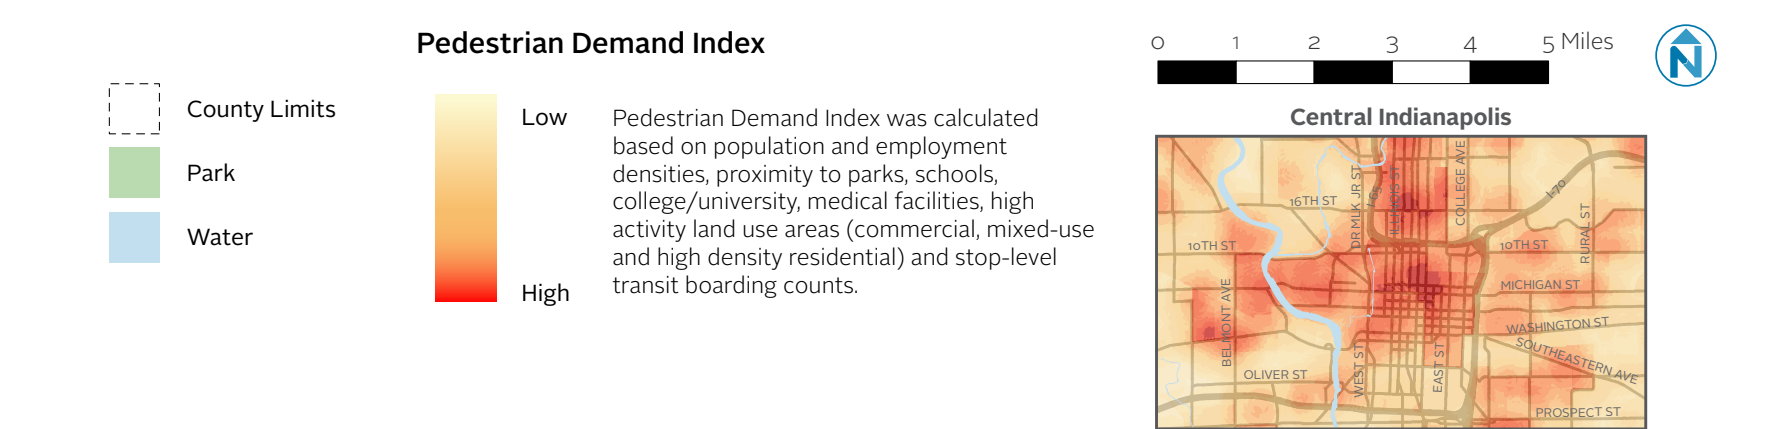 Pedestrian Demand Index
County Limits
Park
Water
Low
High
Pedestrian Demand Index was calculated
based on population and employment
densities, proximity to parks, schools,
college/university, medical facilities, high
activity land use areas (commercial, mixed-use
and high density residential) and stop-level
transit boarding counts.
0 1 2 3 4 5 Miles
N
Central Indianapolis
16TH ST
DR MLK JR ST
I-65
ILLINOIS ST
COLLEGE AVE
I-70
RURAL ST
10TH ST
10TH ST
BELMONT AVE
MICHIGAN ST
WASHINGTON ST
SOUTHEASTERN AVE
OLIVER ST
WEST ST
EAST ST
PROSPECT ST